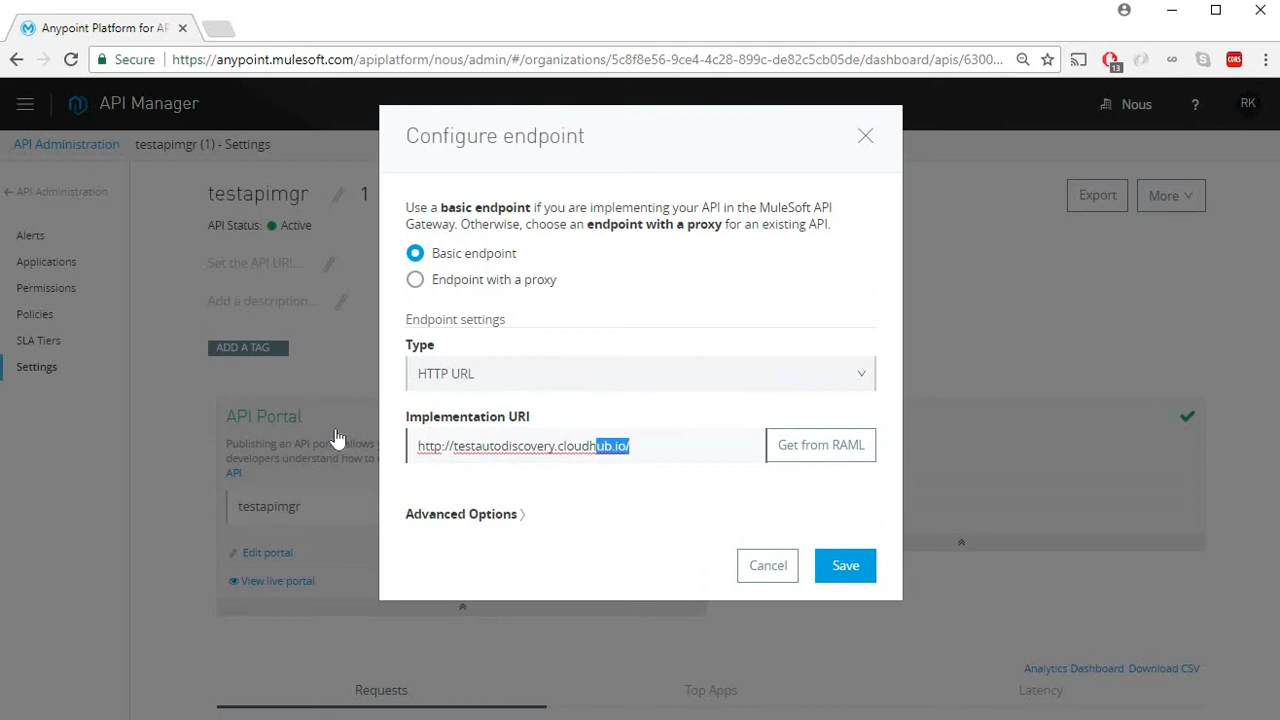 Anypoint Platform for AP
Secure
https://anypoint.mulesoft.com/apiplatform/nous/admin/#/organizations/5c8f8e56-9ce4-4c28-899c-de82c5cb05de/dashboard/apis/6300...
13
CORS
API Manager
Nous
?
RK
API Administration
testapimgr (1) - Settings
API Administration
Alerts
Applications
Permissions
Policies
SLA Tiers
Settings
testapimgr
1
API Status:
Active
Set the API URI...
Add a description...
ADD A TAG
Export
More
API Portal
Publishing an API portal allows
developers understand how to
API
testapimgr
Edit portal
View live portal
Configure endpoint
Use a basic endpoint if you are implementing your API in the MuleSoft API
Gateway. Otherwise, choose an endpoint with a proxy for an existing API.
Basic endpoint
Endpoint with a proxy
Endpoint settings
Type
HTTP URL
Implementation URI
http://testautodiscovery.cloudhub.io/
Get from RAML
Advanced Options
Cancel
Save
Analytics Dashboard
Download CSV
Requests
Top Apps
Latency